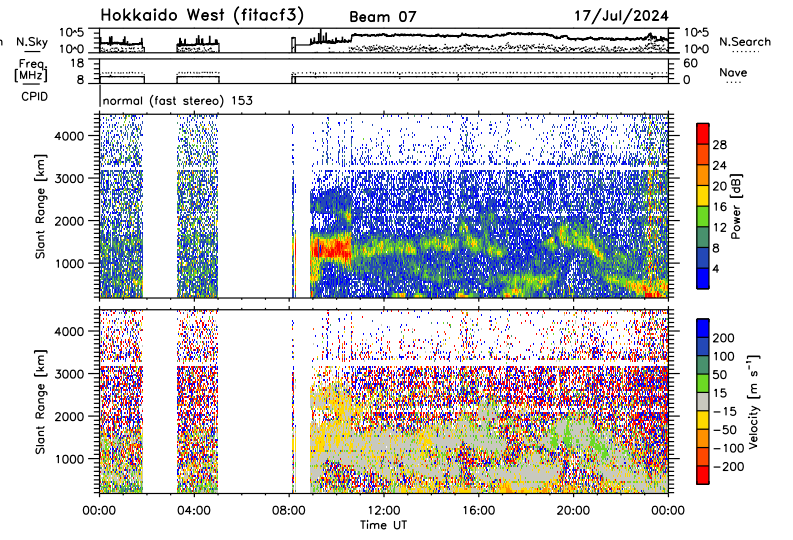 Hokkaido West (fitacf3) Beam 07 17/Jul/2024
n N.Sky 10^5 10^0 10^5 10^0 N.Search
Freq. [MHz] 18 8 60 0 Nave
CPID normal (fast stereo) 153
Slant Range [km] 4000 3000 2000 1000
Power [dB] 28 24 20 16 12 8 4
Slant Range [km] 4000 3000 2000 1000
Velocity [m s⁻¹] 200 100 50 15 −15 −50 −100 −200
00:00 04:00 08:00 12:00 16:00 20:00 00:00
Time UT